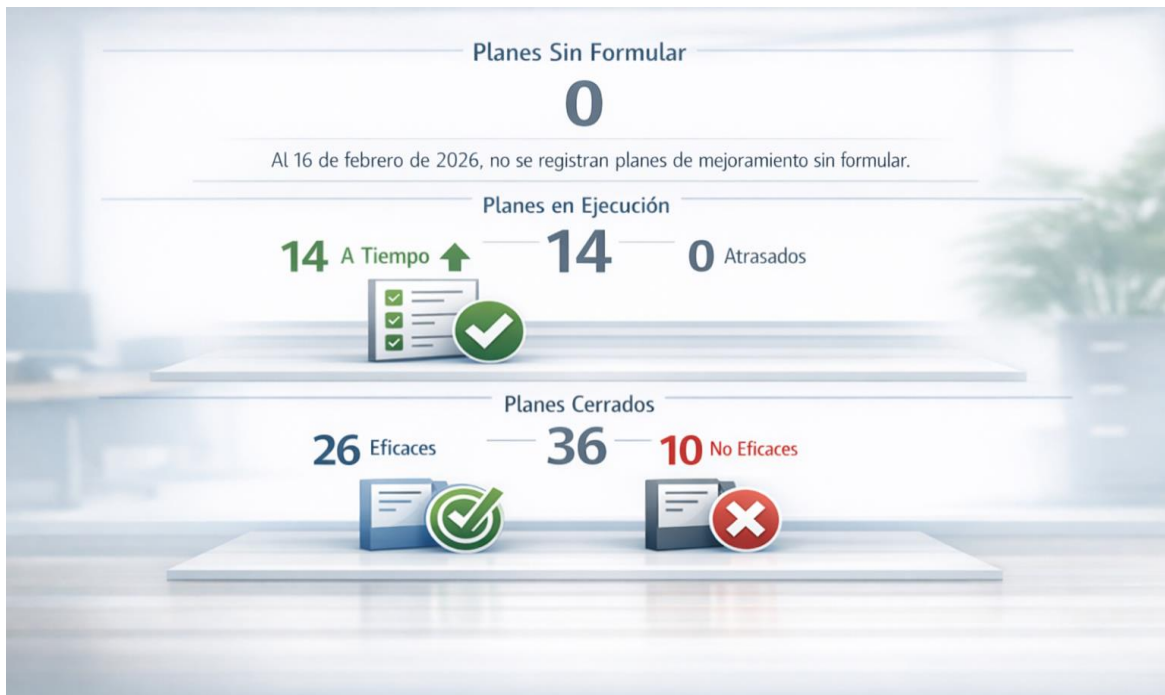 Planes Sin Formular
0
Al 16 de febrero de 2026, no se registran planes de mejoramiento sin formular.
Planes en Ejecución
14 A Tiempo 14 0 Atrasados
Planes Cerrados
26 Eficaces 36 10 No Eficaces